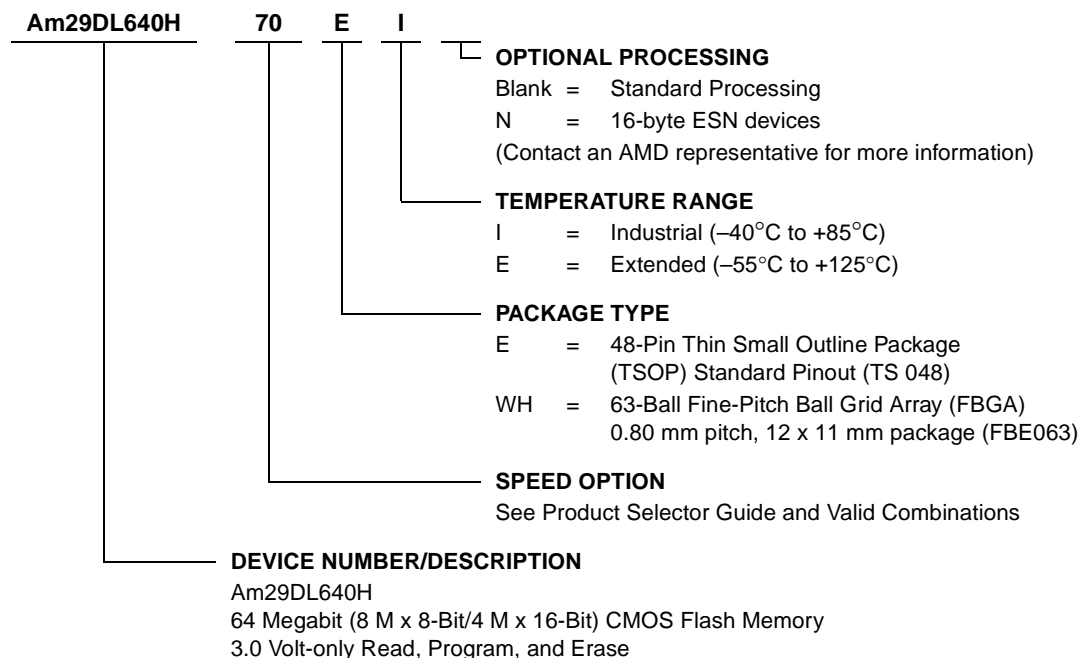 Am29DL640H 70 E I
OPTIONAL PROCESSING
Blank = Standard Processing
N = 16-byte ESN devices
(Contact an AMD representative for more information)
TEMPERATURE RANGE
I = Industrial (–40°C to +85°C)
E = Extended (–55°C to +125°C)
PACKAGE TYPE
E = 48-Pin Thin Small Outline Package
(TSOP) Standard Pinout (TS 048)
WH = 63-Ball Fine-Pitch Ball Grid Array (FBGA)
0.80 mm pitch, 12 x 11 mm package (FBE063)
SPEED OPTION
See Product Selector Guide and Valid Combinations
DEVICE NUMBER/DESCRIPTION
Am29DL640H
64 Megabit (8 M x 8-Bit/4 M x 16-Bit) CMOS Flash Memory
3.0 Volt-only Read, Program, and Erase